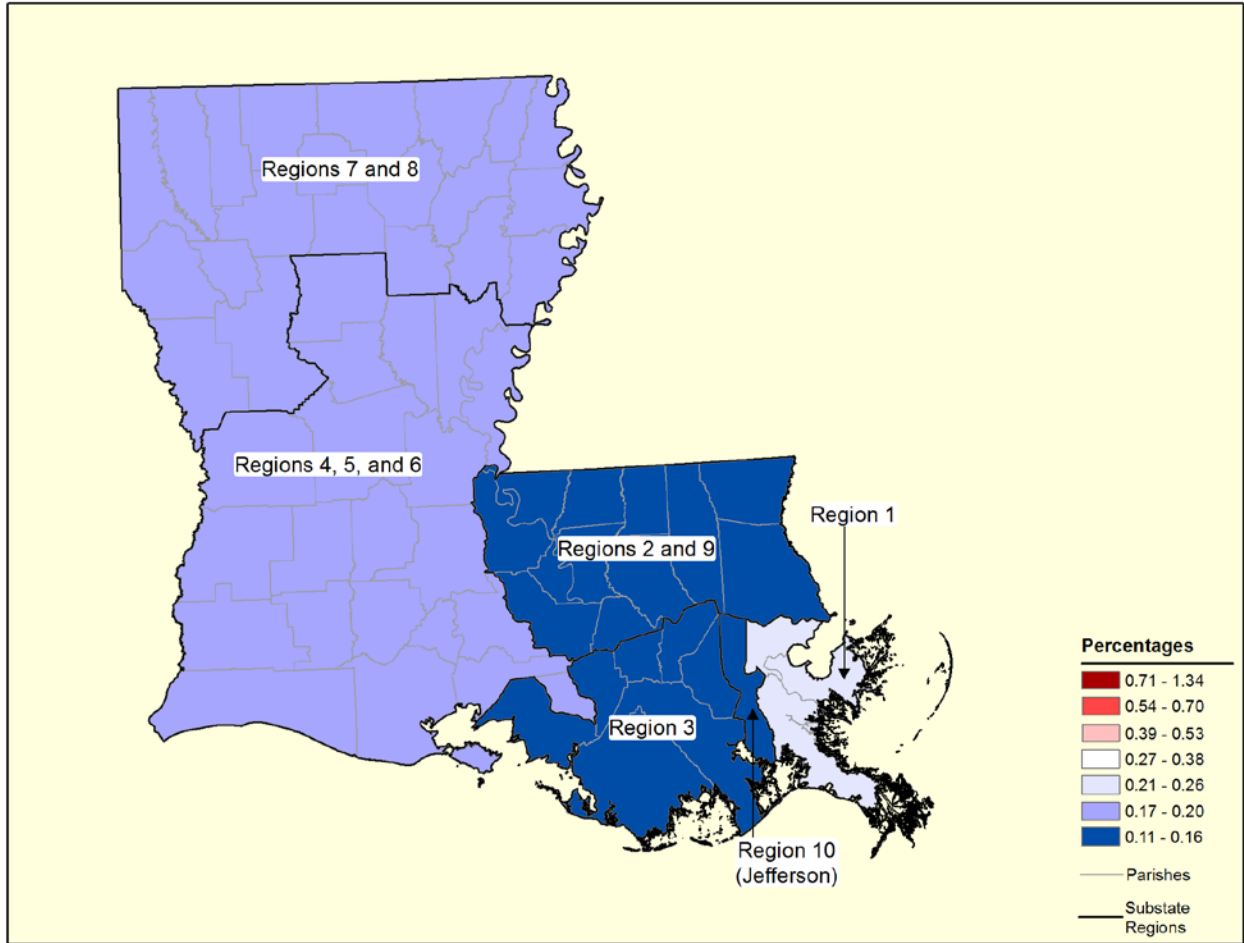 Regions 7 and 8
Regions 4, 5, and 6
Regions 2 and 9
Region 1
Region 3
Region 10
(Jefferson)
Percentages
0.71 - 1.34
0.54 - 0.70
0.39 - 0.53
0.27 - 0.38
0.21 - 0.26
0.17 - 0.20
0.11 - 0.16
Parishes
Substate
Regions